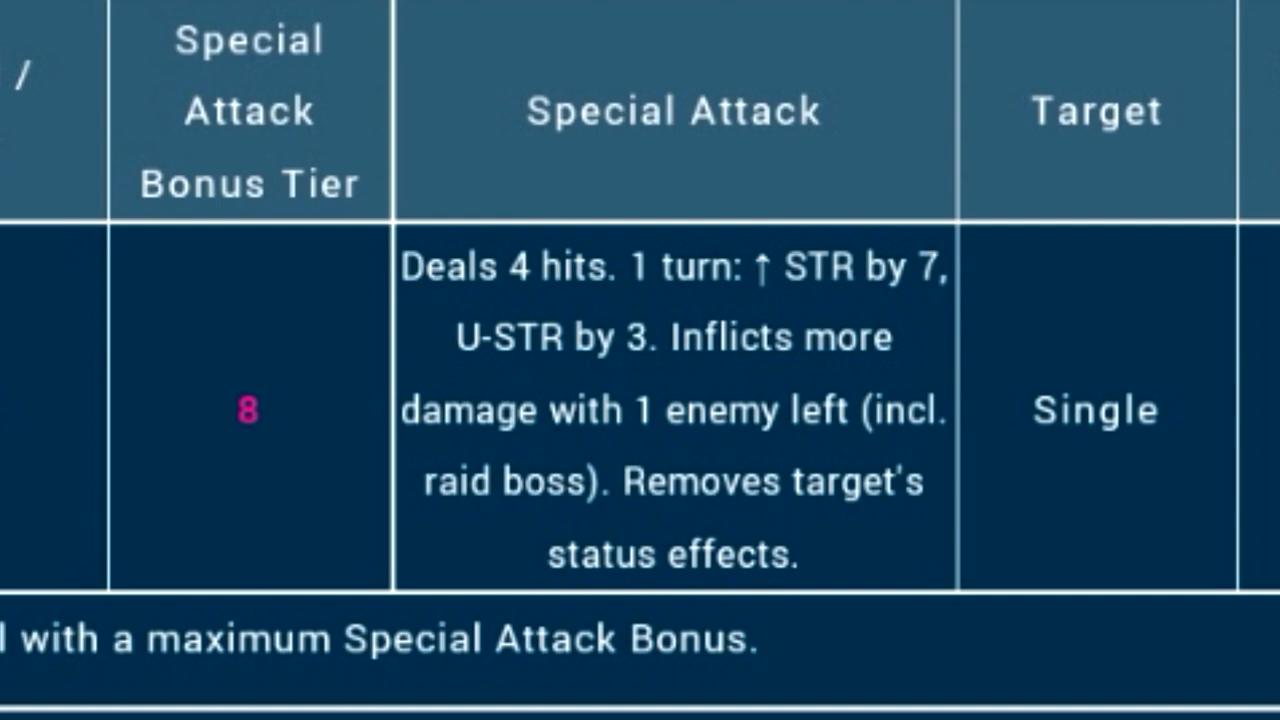 /
Special
Attack
Bonus Tier
Special Attack
Target
8
Deals 4 hits. 1 turn: ↑ STR by 7,
U-STR by 3. Inflicts more
damage with 1 enemy left (incl.
raid boss). Removes target's
status effects.
Single
with a maximum Special Attack Bonus.